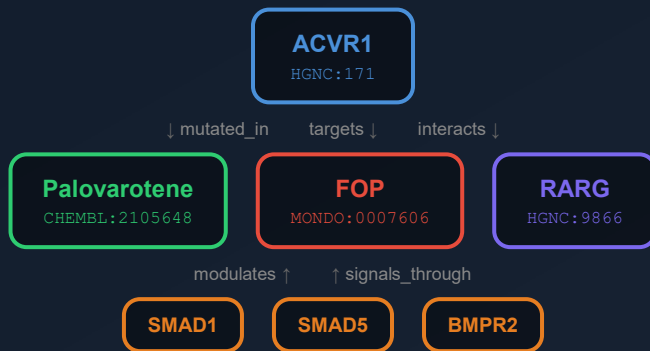 ACVR1
HGNC:171
↓ mutated_in targets ↓ interacts ↓
Palovarotene FOP RARG
CHEMBL:2105648 MONDO:0007606 HGNC:9866
modulates ↑ ↑ signals_through
SMAD1 SMAD5 BMPR2